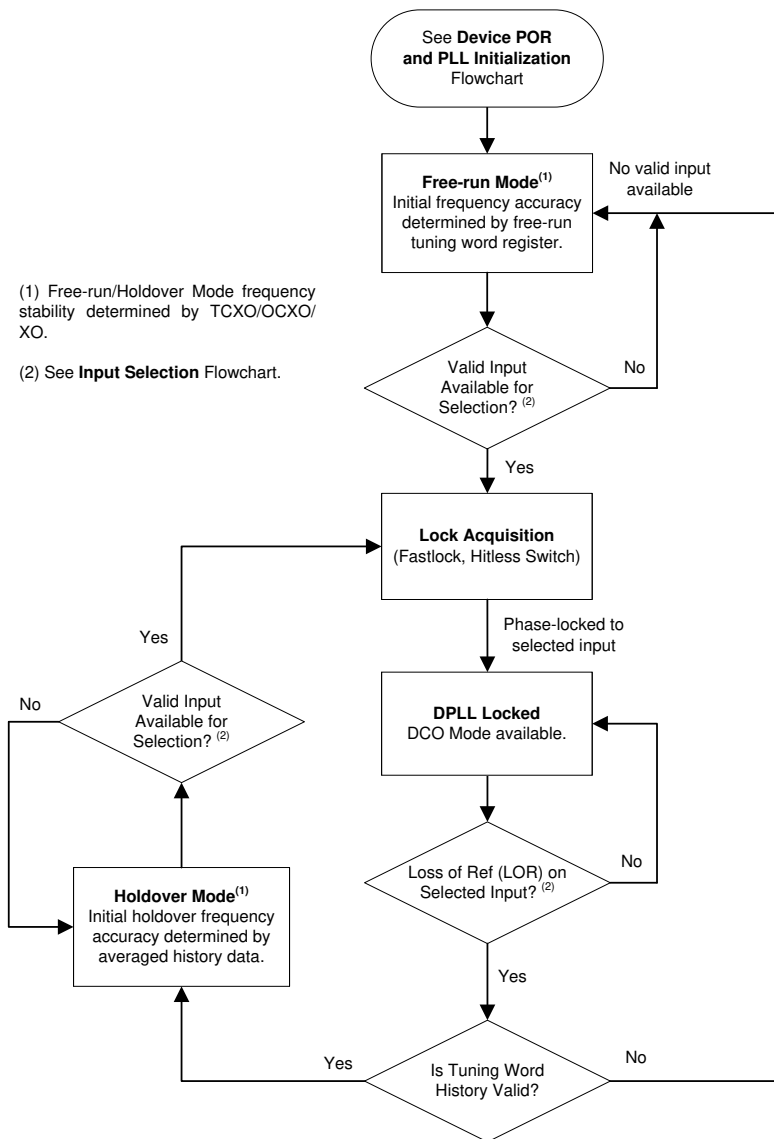 See Device POR
and PLL Initialization
Flowchart
Free-run Mode(1)
Initial frequency accuracy
determined by free-run
tuning word register.
No valid input
available
(1) Free-run/Holdover Mode frequency
stability determined by TCXO/OCXO/
XO.
(2) See Input Selection Flowchart.
Valid Input
Available for
Selection? (2)
No
Yes
Lock Acquisition
(Fastlock, Hitless Switch)
Phase-locked to
selected input
Yes
No
Valid Input
Available for
Selection? (2)
DPLL Locked
DCO Mode available.
Loss of Ref (LOR) on
Selected Input? (2)
No
Holdover Mode(1)
Initial holdover frequency
accuracy determined by
averaged history data.
Yes
Is Tuning Word
History Valid?
Yes
No